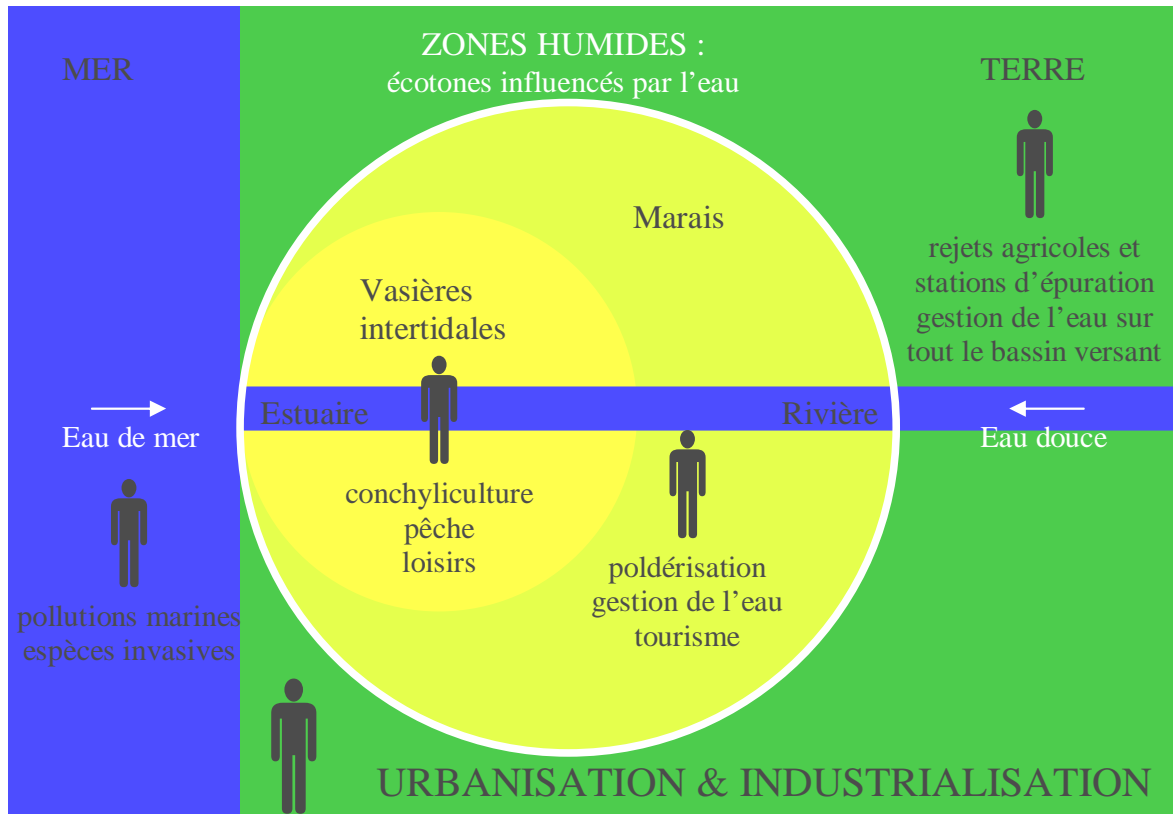 MER
ZONES HUMIDES :
écotones influencés par l’eau
TERRE
Marais
rejets agricoles et
stations d’épuration
gestion de l’eau sur
tout le bassin versant
Vasières
intertidales
Estuaire
Rivière
Eau de mer
Eau douce
conchyliculture
pêche
loisirs
poldérisation
gestion de l’eau
tourisme
pollutions marines
espèces invasives
URBANISATION & INDUSTRIALISATION